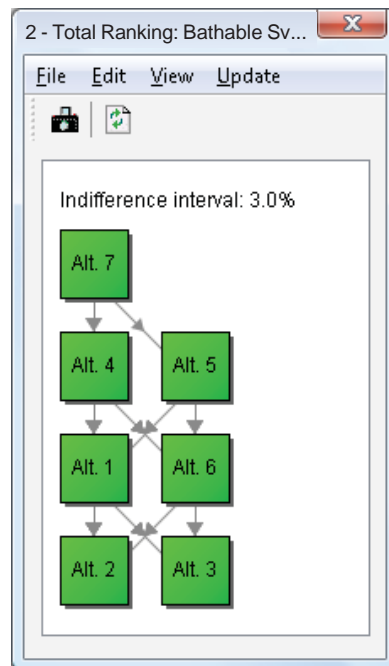 2 - Total Ranking: Bathable Sv...
File Edit View Update
Indifference interval: 3.0%
Alt. 7
Alt. 4 Alt. 5
Alt. 1 Alt. 6
Alt. 2 Alt. 3